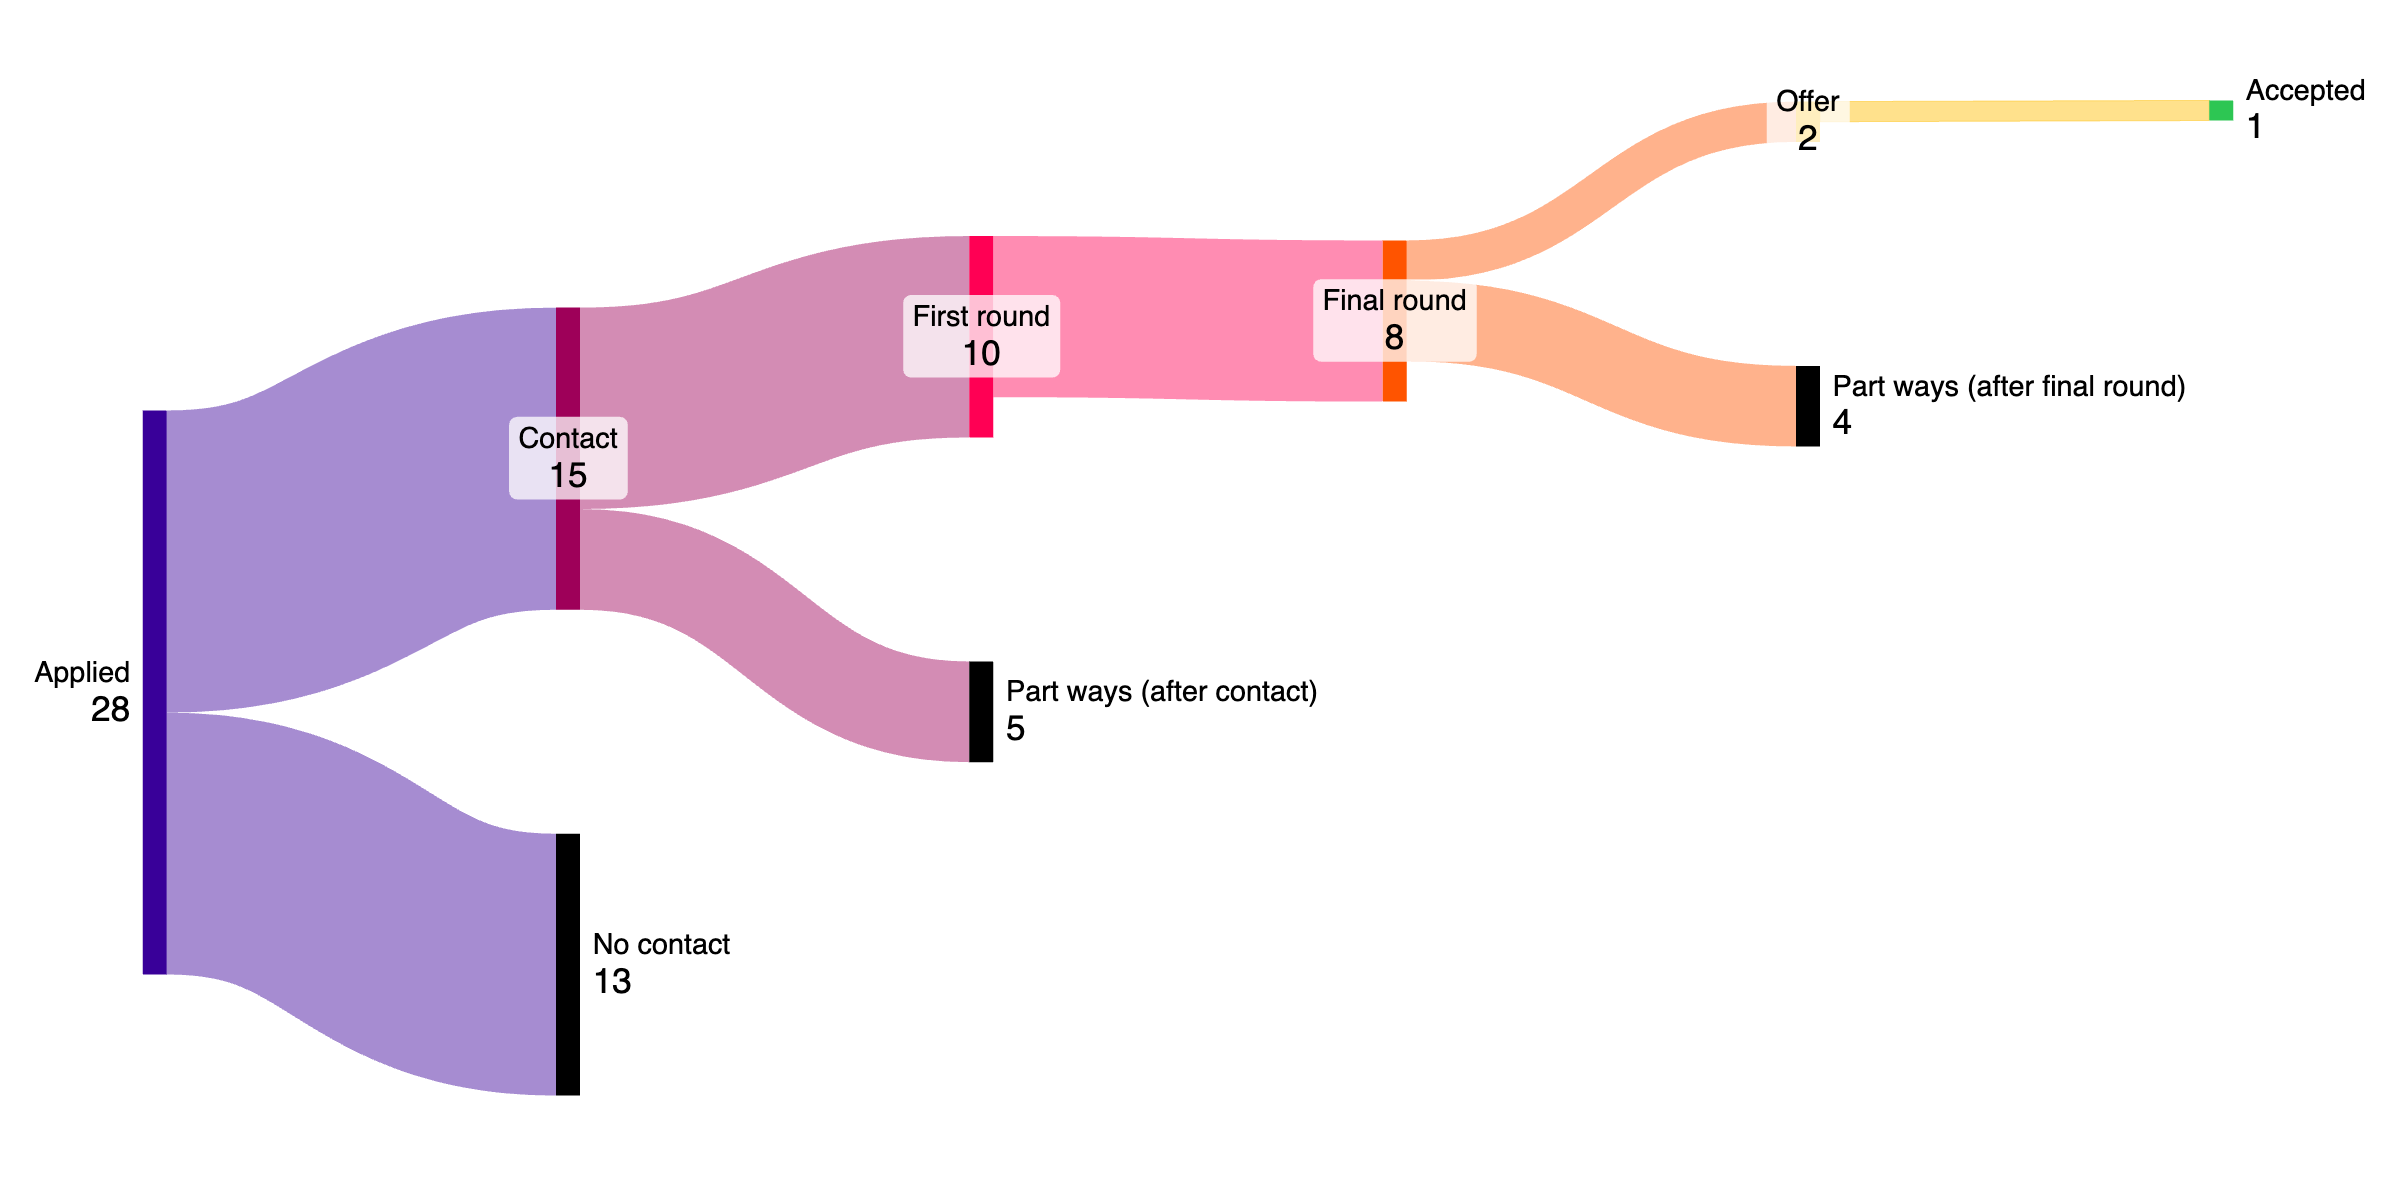 Offer
2
Accepted
1
First round
10
Final round
8
Part ways (after final round)
4
Contact
15
Applied
28
Part ways (after contact)
5
No contact
13